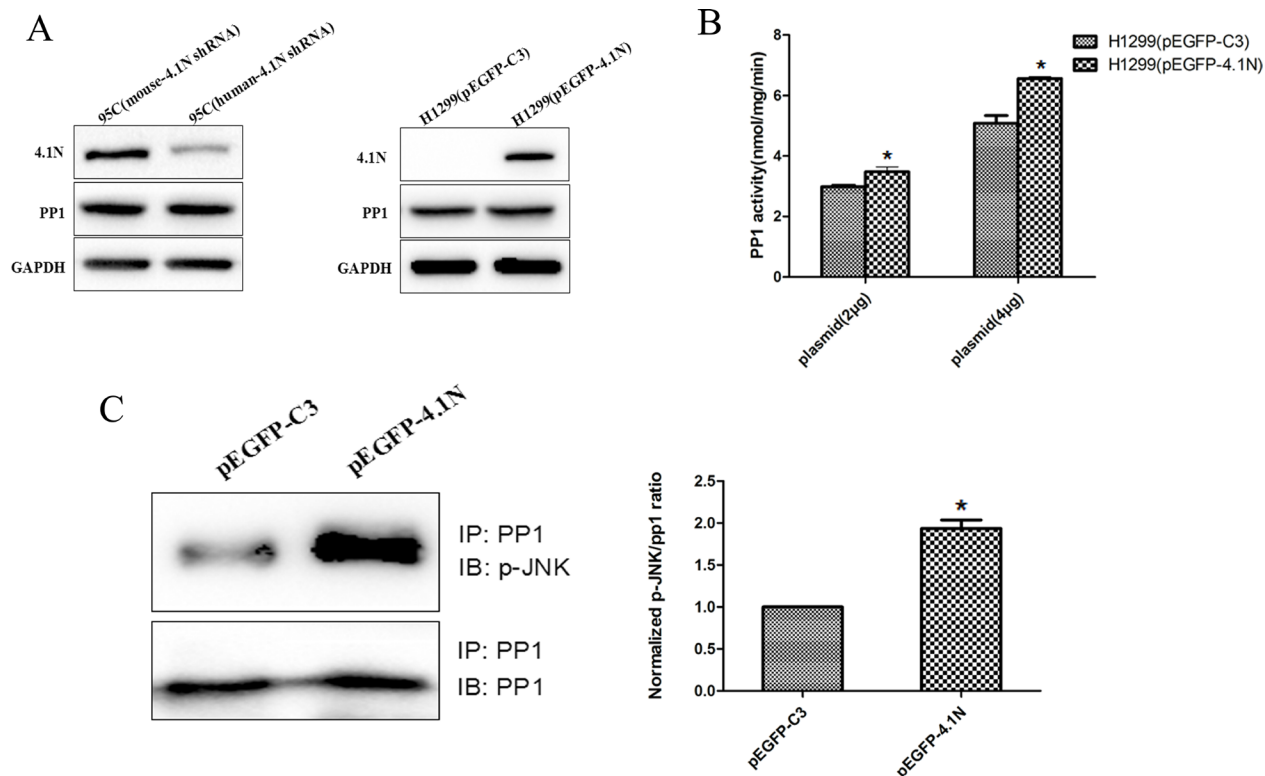 A
95C(mouse-4.1N shRNA)
95C(human-4.1N shRNA)
4.1N
PP1
GAPDH
H1299(pEGFP-C3)
H1299(pEGFP-4.1N)
4.1N
PP1
GAPDH
B
H1299(pEGFP-C3)
H1299(pEGFP-4.1N)
PP1 activity(nmol/mg/min)
8
6
4
2
0
*
*
plasmid(2µg)
plasmid(4µg)
C
pEGFP-C3
pEGFP-4.1N
IP: PP1
IB: p-JNK
IP: PP1
IB: PP1
Normalized p-JNK/pp1 ratio
2.5
2.0
1.5
1.0
0.5
0.0
*
pEGFP-C3
pEGFP-4.1N